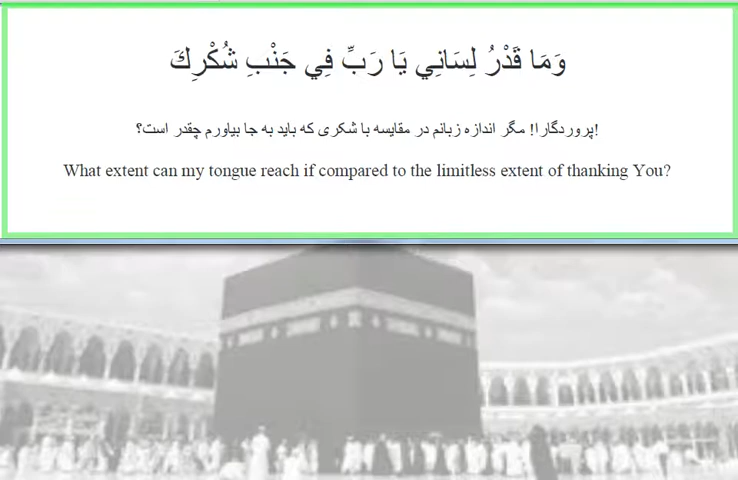 وَمَا قَدْرُ لِسَانِي يَا رَبِّ فِي جَنْبِ شُكْرِكَ
پروردگارا! مگر اندازه زبانم در مقایسه با شکری که باید به جا بیاورم چقدر است؟!
What extent can my tongue reach if compared to the limitless extent of thanking You?